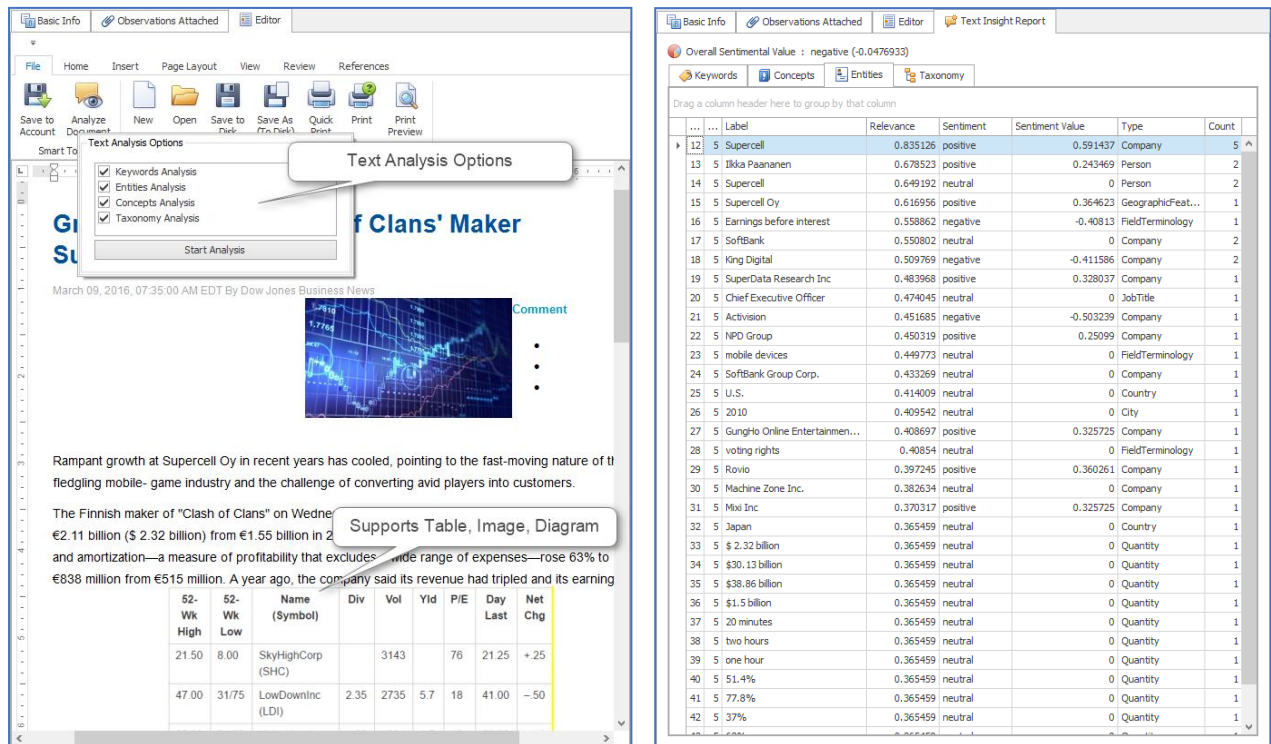 Basic Info Observations Attached Editor
File Home Insert Page Layout View Review References
Save to Account Analyze Document New Open Save to Disk Save As (To Disk) Quick Print Print Print Preview
Smart To
Text Analysis Options
Keywords Analysis
Entities Analysis
Concepts Analysis
Taxonomy Analysis
Start Analysis
Text Analysis Options
f Clans' Maker
March 09, 2016, 07:35:00 AM EDT By Dow Jones Business News
Comment
1.7810
1.7765
Rampant growth at Supercell Oy in recent years has cooled, pointing to the fast-moving nature of th
fledgling mobile- game industry and the challenge of converting avid players into customers.
The Finnish maker of "Clash of Clans" on Wedne
€2.11 billion ($ 2.32 billion) from €1.55 billion in 2
Supports Table, Image, Diagram
and amortization—a measure of profitability that excludes wide range of expenses—rose 63% to
€838 million from €515 million. A year ago, the company said its revenue had tripled and its earning
52-Wk High 52-Wk Low Name (Symbol) Div Vol Yld P/E Day Last Net Chg
21.50 8.00 SkyHighCorp (SHC) 3143 76 21.25 +.25
47.00 31/75 LowDownInc (LDI) 2.35 2735 5.7 18 41.00 –.50
Basic Info Observations Attached Editor Text Insight Report
Overall Sentimental Value : negative (-0.0476933)
Keywords Concepts Entities Taxonomy
Drag a column header here to group by that column
... ... Label Relevance Sentiment Sentiment Value Type Count
12 5 Supercell 0.835126 positive 0.591437 Company 5
13 5 Ilkka Paananen 0.678523 positive 0.243469 Person 2
14 5 Supercell 0.649192 neutral 0 Person 2
15 5 Supercell Oy 0.616956 positive 0.364623 GeographicFeat... 1
16 5 Earnings before interest 0.558862 negative -0.40813 FieldTerminology 1
17 5 SoftBank 0.550802 neutral 0 Company 2
18 5 King Digital 0.509769 negative -0.411586 Company 2
19 5 SuperData Research Inc 0.483968 positive 0.328037 Company 1
20 5 Chief Executive Officer 0.474045 neutral 0 JobTitle 1
21 5 Activision 0.451685 negative -0.503239 Company 1
22 5 NPD Group 0.450319 positive 0.25099 Company 1
23 5 mobile devices 0.449773 neutral 0 FieldTerminology 1
24 5 SoftBank Group Corp. 0.433269 neutral 0 Company 1
25 5 U.S. 0.414009 neutral 0 Country 1
26 5 2010 0.409542 neutral 0 City 1
27 5 GungHo Online Entertainmen... 0.408697 positive 0.325725 Company 1
28 5 voting rights 0.40854 neutral 0 FieldTerminology 1
29 5 Rovio 0.397245 positive 0.360261 Company 1
30 5 Machine Zone Inc. 0.382634 neutral 0 Company 1
31 5 Mixi Inc 0.370317 positive 0.325725 Company 1
32 5 Japan 0.365459 neutral 0 Country 1
33 5 $ 2.32 billion 0.365459 neutral 0 Quantity 1
34 5 $30.13 billion 0.365459 neutral 0 Quantity 1
35 5 $38.86 billion 0.365459 neutral 0 Quantity 1
36 5 $1.5 billion 0.365459 neutral 0 Quantity 1
37 5 20 minutes 0.365459 neutral 0 Quantity 1
38 5 two hours 0.365459 neutral 0 Quantity 1
39 5 one hour 0.365459 neutral 0 Quantity 1
40 5 51.4% 0.365459 neutral 0 Quantity 1
41 5 77.8% 0.365459 neutral 0 Quantity 1
42 5 37% 0.365459 neutral 0 Quantity 1